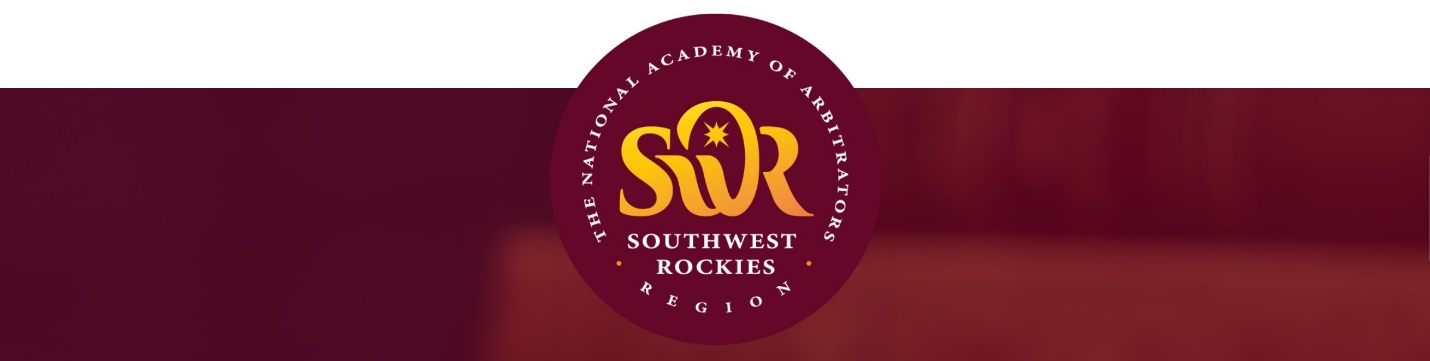 THE NATIONAL ACADEMY OF ARBITRATORS
SWR
SOUTHWEST
ROCKIES
REGION